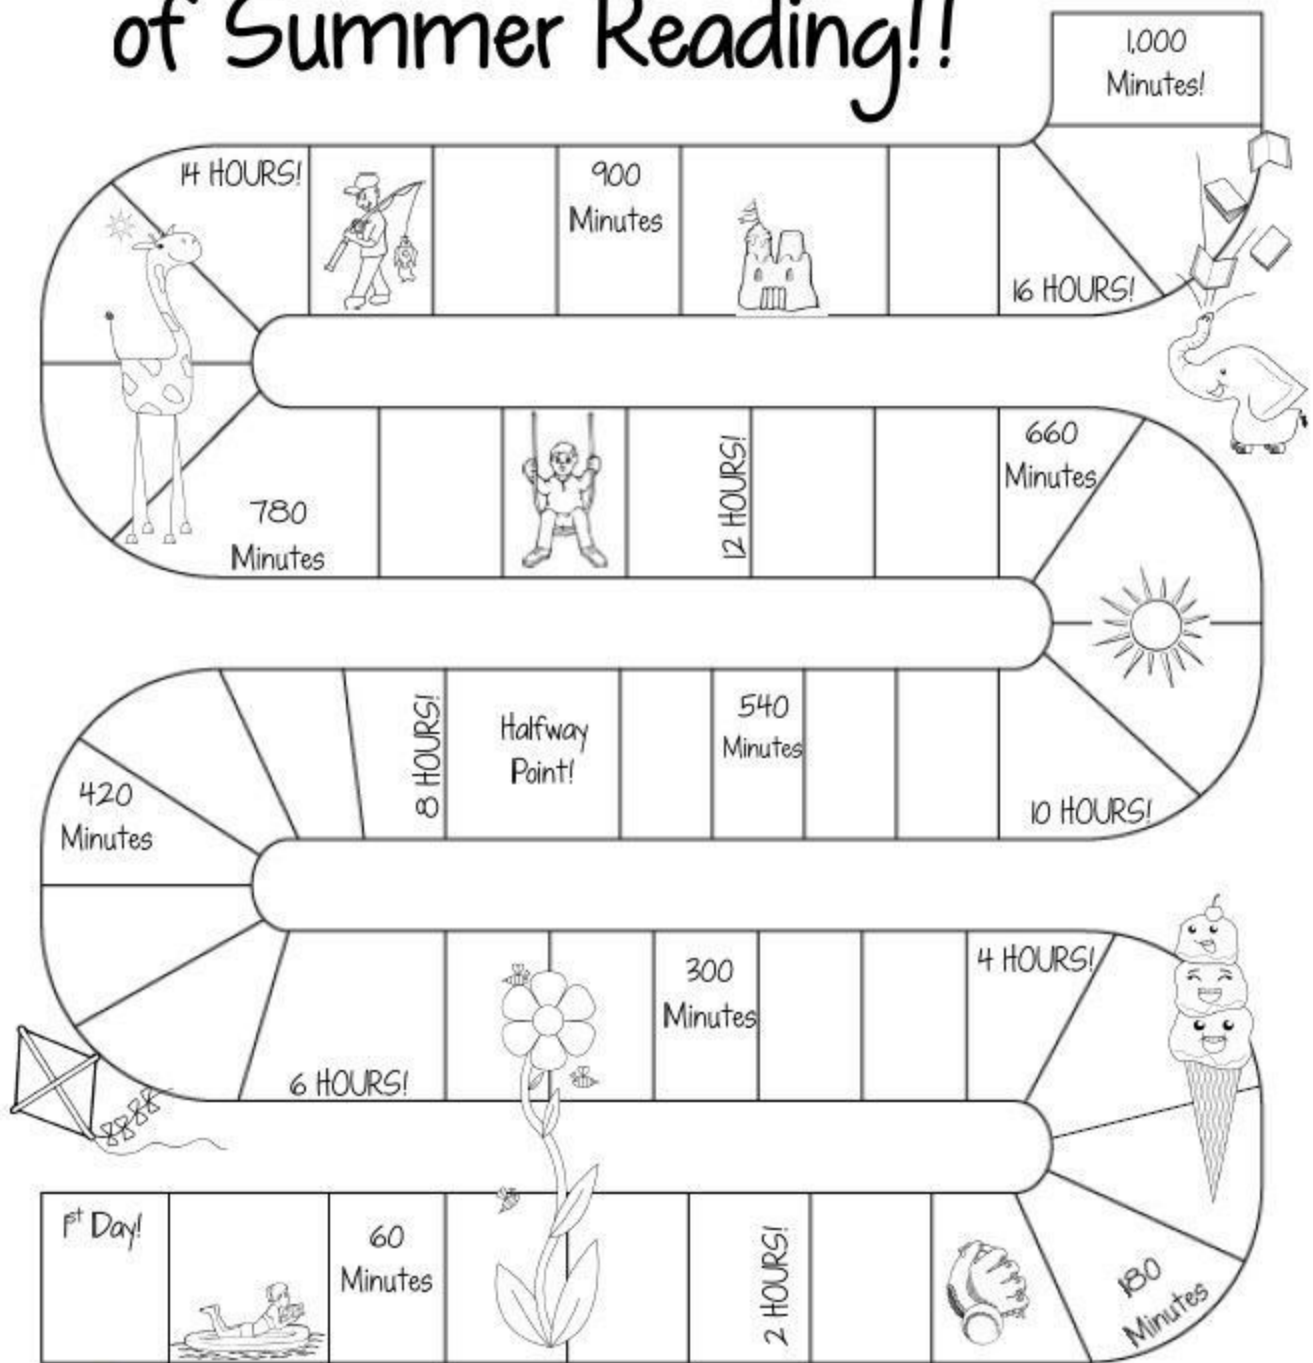 of Summer Reading!!
1,000
Minutes!
14 HOURS!
900
Minutes
16 HOURS!
780
Minutes
12 HOURS!
660
Minutes
420
Minutes
8 HOURS!
Halfway
Point!
540
Minutes
10 HOURS!
6 HOURS!
300
Minutes
4 HOURS!
1st Day!
60
Minutes
2 HOURS!
180
Minutes